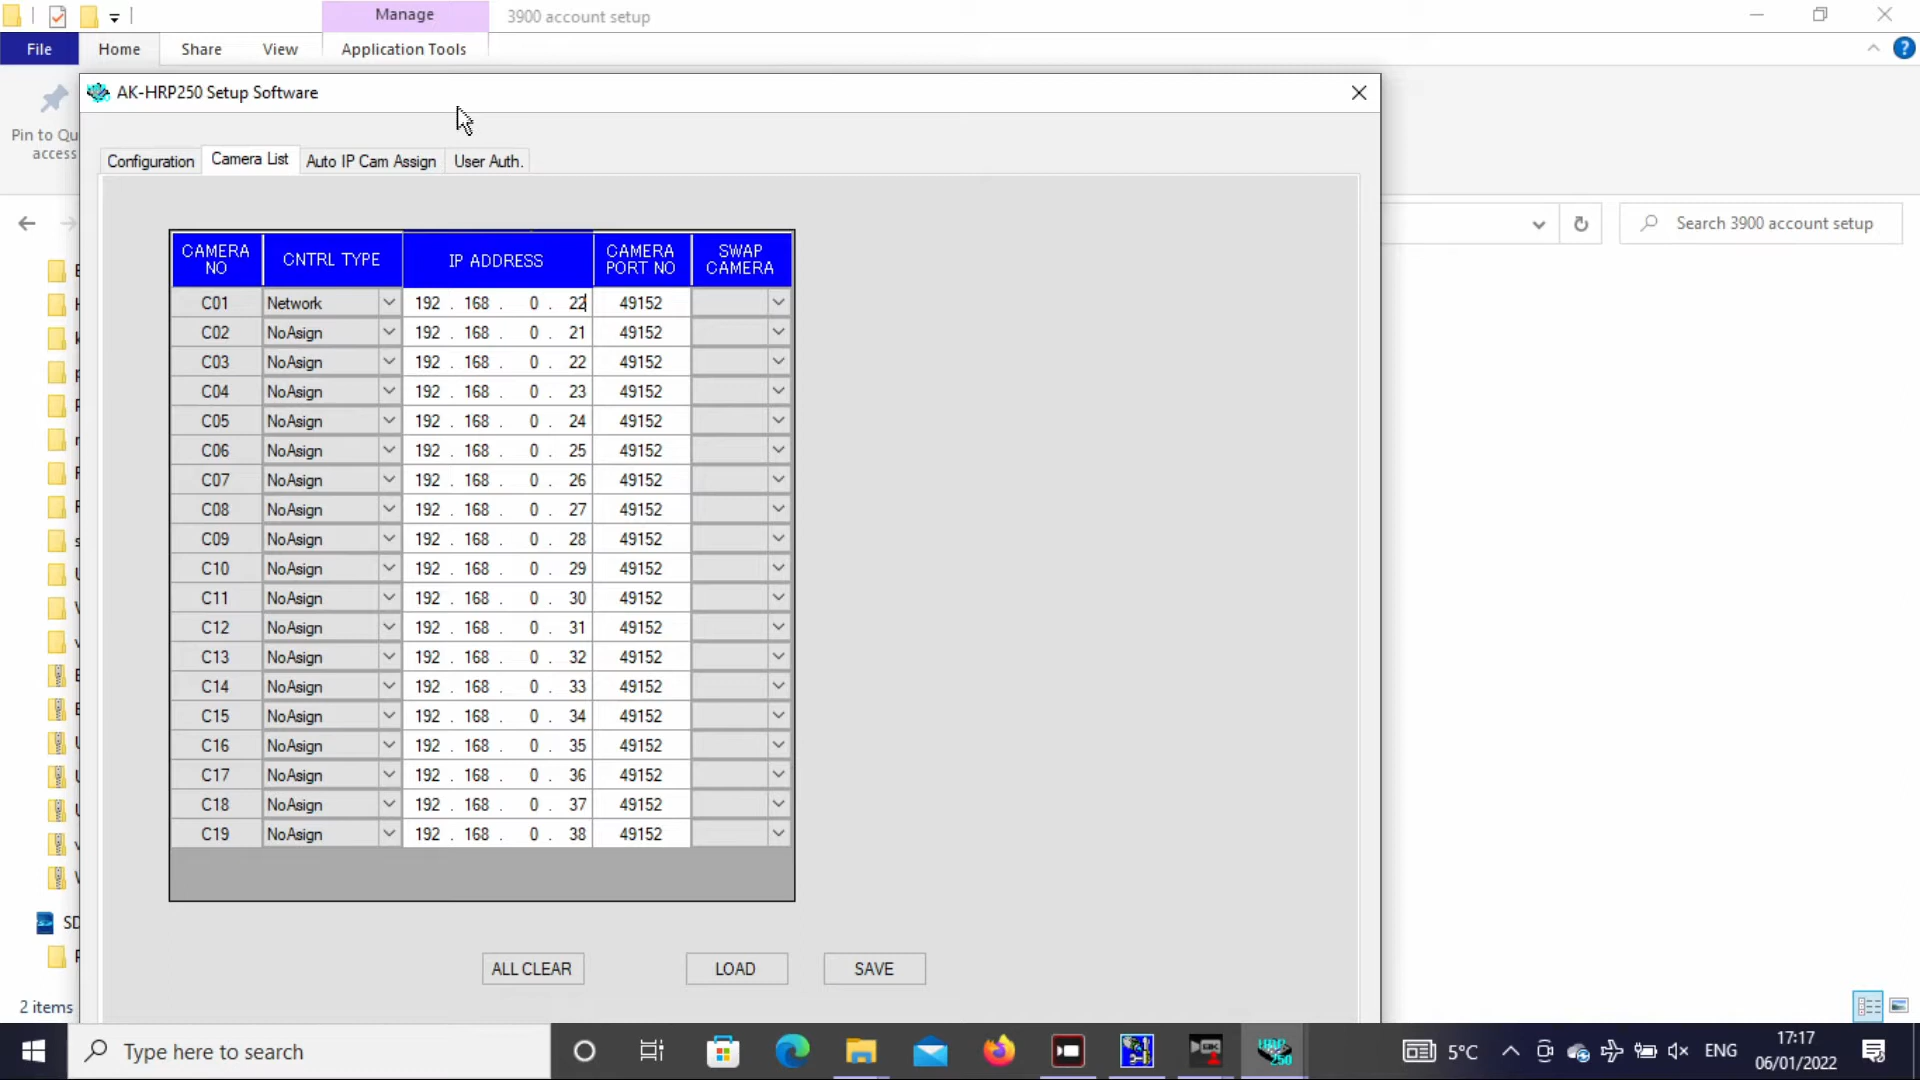 Manage
3900 account setup
File
Home
Share
View
Application Tools
Pin to Qu
access
AK-HRP250 Setup Software
Configuration
Camera List
Auto IP Cam Assign
User Auth.
Search 3900 account setup
CAMERA NO CNTRL TYPE IP ADDRESS CAMERA PORT NO SWAP CAMERA
C01 Network 192 . 168 . 0 . 22 49152
C02 NoAsign 192 . 168 . 0 . 21 49152
C03 NoAsign 192 . 168 . 0 . 22 49152
C04 NoAsign 192 . 168 . 0 . 23 49152
C05 NoAsign 192 . 168 . 0 . 24 49152
C06 NoAsign 192 . 168 . 0 . 25 49152
C07 NoAsign 192 . 168 . 0 . 26 49152
C08 NoAsign 192 . 168 . 0 . 27 49152
C09 NoAsign 192 . 168 . 0 . 28 49152
C10 NoAsign 192 . 168 . 0 . 29 49152
C11 NoAsign 192 . 168 . 0 . 30 49152
C12 NoAsign 192 . 168 . 0 . 31 49152
C13 NoAsign 192 . 168 . 0 . 32 49152
C14 NoAsign 192 . 168 . 0 . 33 49152
C15 NoAsign 192 . 168 . 0 . 34 49152
C16 NoAsign 192 . 168 . 0 . 35 49152
C17 NoAsign 192 . 168 . 0 . 36 49152
C18 NoAsign 192 . 168 . 0 . 37 49152
C19 NoAsign 192 . 168 . 0 . 38 49152
ALL CLEAR
LOAD
SAVE
2 items
Type here to search
5°C
ENG
17:17
06/01/2022